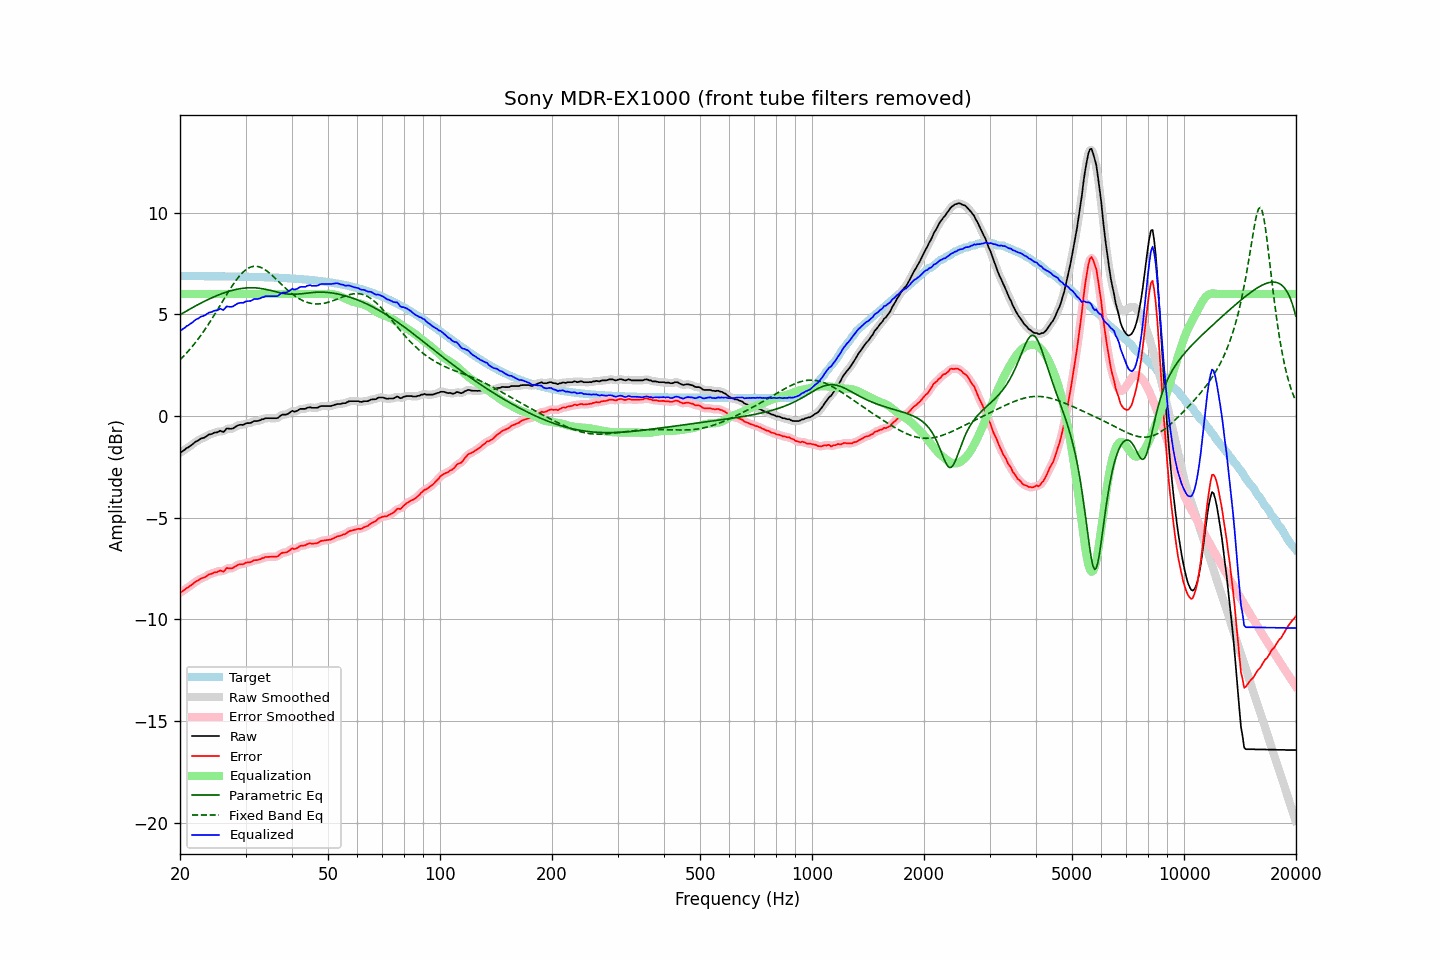 Sony MDR-EX1000 (front tube filters removed)
Amplitude (dBr)
10
5
0
−5
−10
−15
−20
Target
Raw Smoothed
Error Smoothed
Raw
Error
Equalization
Parametric Eq
Fixed Band Eq
Equalized
20 50 100 200 500 1000 2000 5000 10000 20000
Frequency (Hz)